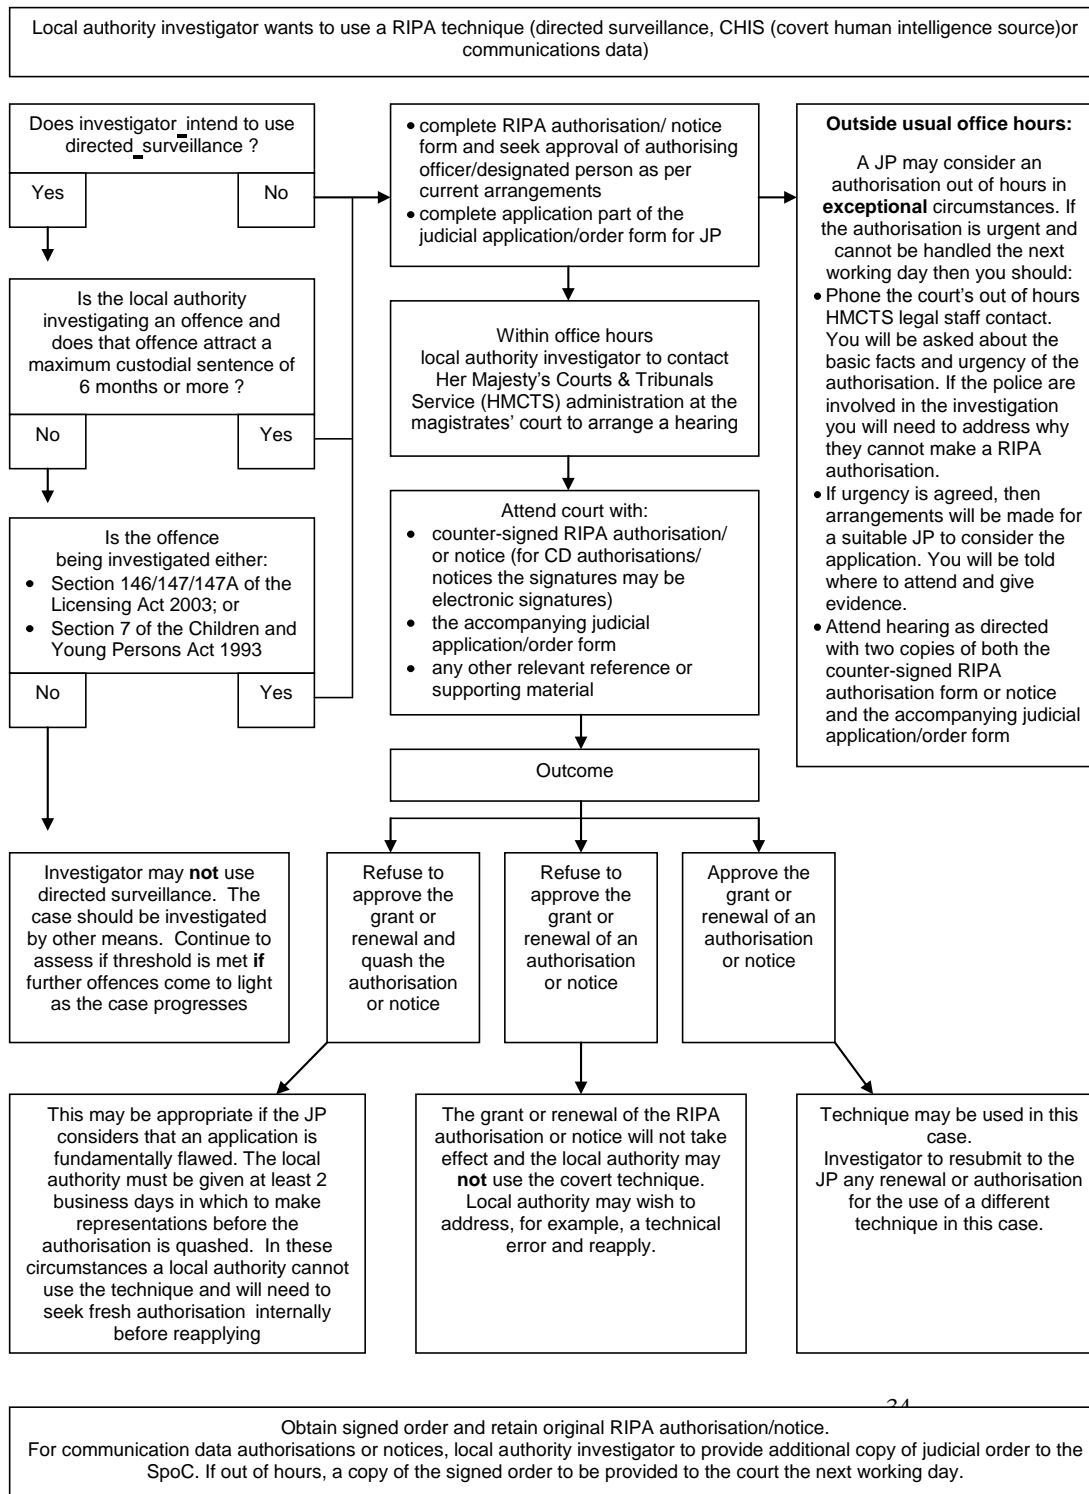 Local authority investigator wants to use a RIPA technique (directed surveillance, CHIS (covert human intelligence source)or
communications data)
Does investigator intend to use
directed surveillance ?
Yes
No
Is the local authority
investigating an offence and
does that offence attract a
maximum custodial sentence of
6 months or more ?
No
Yes
Is the offence
being investigated either:
• Section 146/147/147A of the
Licensing Act 2003; or
• Section 7 of the Children and
Young Persons Act 1993
No
Yes
• complete RIPA authorisation/ notice
form and seek approval of authorising
officer/designated person as per
current arrangements
• complete application part of the
judicial application/order form for JP
Within office hours
local authority investigator to contact
Her Majesty's Courts & Tribunals
Service (HMCTS) administration at the
magistrates' court to arrange a hearing
Attend court with:
• counter-signed RIPA authorisation/
or notice (for CD authorisations/
notices the signatures may be
electronic signatures)
• the accompanying judicial
application/order form
• any other relevant reference or
supporting material
Outside usual office hours:
A JP may consider an
authorisation out of hours in
exceptional circumstances. If
the authorisation is urgent and
cannot be handled the next
working day then you should:
• Phone the court's out of hours
HMCTS legal staff contact.
You will be asked about the
basic facts and urgency of the
authorisation. If the police are
involved in the investigation
you will need to address why
they cannot make a RIPA
authorisation.
• If urgency is agreed, then
arrangements will be made for
a suitable JP to consider the
application. You will be told
where to attend and give
evidence.
• Attend hearing as directed
with two copies of both the
counter-signed RIPA
authorisation form or notice
and the accompanying judicial
application/order form
Outcome
Investigator may not use
directed surveillance. The
case should be investigated
by other means. Continue to
assess if threshold is met if
further offences come to light
as the case progresses
Refuse to
approve the
grant or
renewal and
quash the
authorisation
or notice
Refuse to
approve the
grant or
renewal of an
authorisation
or notice
Approve the
grant or
renewal of an
authorisation
or notice
This may be appropriate if the JP
considers that an application is
fundamentally flawed. The local
authority must be given at least 2
business days in which to make
representations before the
authorisation is quashed. In these
circumstances a local authority cannot
use the technique and will need to
seek fresh authorisation internally
before reapplying
The grant or renewal of the RIPA
authorisation or notice will not take
effect and the local authority may
not use the covert technique.
Local authority may wish to
address, for example, a technical
error and reapply.
Technique may be used in this
case.
Investigator to resubmit to the
JP any renewal or authorisation
for the use of a different
technique in this case.
Obtain signed order and retain original RIPA authorisation/notice.
For communication data authorisations or notices, local authority investigator to provide additional copy of judicial order to the
SpoC. If out of hours, a copy of the signed order to be provided to the court the next working day.